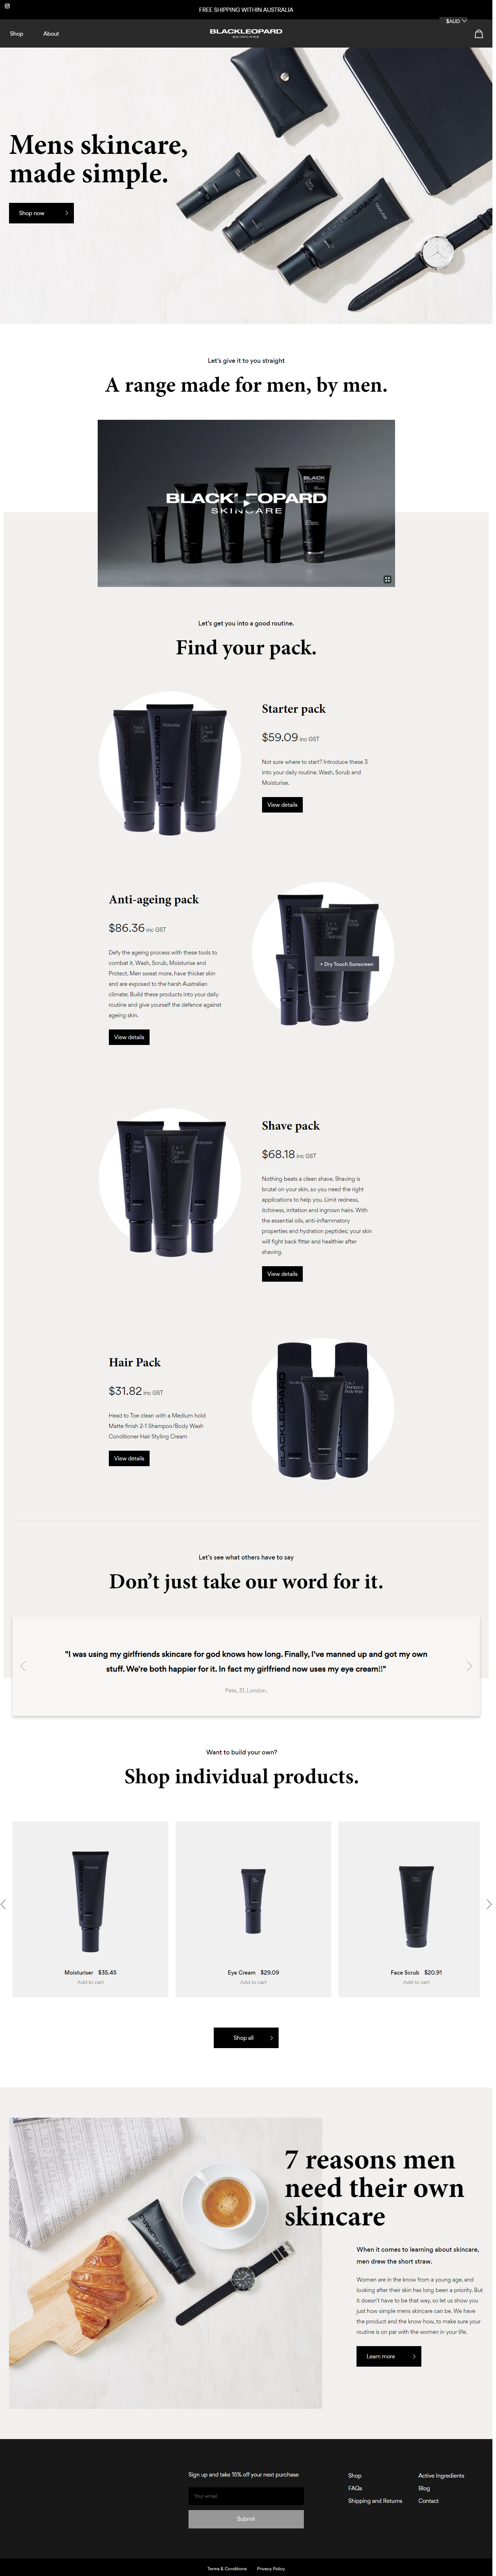 FREE SHIPPING WITHIN AUSTRALIA
$AUD
Shop
About
BLACKLEOPARD
SKINCARE
Mens skincare,
made simple.
Shop now
Let's give it to you straight
A range made for men, by men.
BLACKLEOPARD
SKINCARE
Let's get you into a good routine.
Find your pack.
Starter pack
$59.09 inc GST
Not sure where to start? Introduce these 3
into your daily routine. Wash, Scrub and
Moisturise.
View details
Anti-ageing pack
$86.36 inc GST
Defy the ageing process with these tools to
combat it. Wash, Scrub, Moisturise and
Protect. Men sweat more, have thicker skin
and are exposed to the harsh Australian
climate; Build these products into your daily
routine and give yourself the defence against
ageing skin.
View details
+ Dry Touch Sunscreen
Shave pack
$68.18 inc GST
Nothing beats a clean shave. Shaving is
brutal on your skin, so you need the right
applications to help you. Limit redness,
itchiness, irritation and ingrown hairs. With
the essential oils, anti-inflammatory
properties and hydration peptides; your skin
will fight back fitter and healthier after
shaving.
View details
Hair Pack
$31.82 inc GST
Head to Toe clean with a Medium hold
Matte finish 2-1 Shampoo/Body Wash
Conditioner Hair Styling Cream
View details
Let's see what others have to say
Don't just take our word for it.
"I was using my girlfriends skincare for god knows how long. Finally, I've manned up and got my own
stuff. We're both happier for it. In fact my girlfriend now uses my eye cream!!"
Pete, 31, London.
Want to build your own?
Shop individual products.
Moisturiser $35.45
Add to cart
Eye Cream $29.09
Add to cart
Face Scrub $20.91
Add to cart
Shop all
7 reasons men
need their own
skincare
When it comes to learning about skincare,
men drew the short straw.
Women are in the know from a young age, and
looking after their skin has long been a priority. But
it doesn't have to be that way, so let us show you
just how simple mens skincare can be. We have
the product and the know how, to make sure your
routine is on par with the women in your life.
Learn more
Sign up and take 15% off your next purchase
Your email
Submit
Shop
FAQs
Shipping and Returns
Active Ingredients
Blog
Contact
Terms & Conditions
Privacy Policy